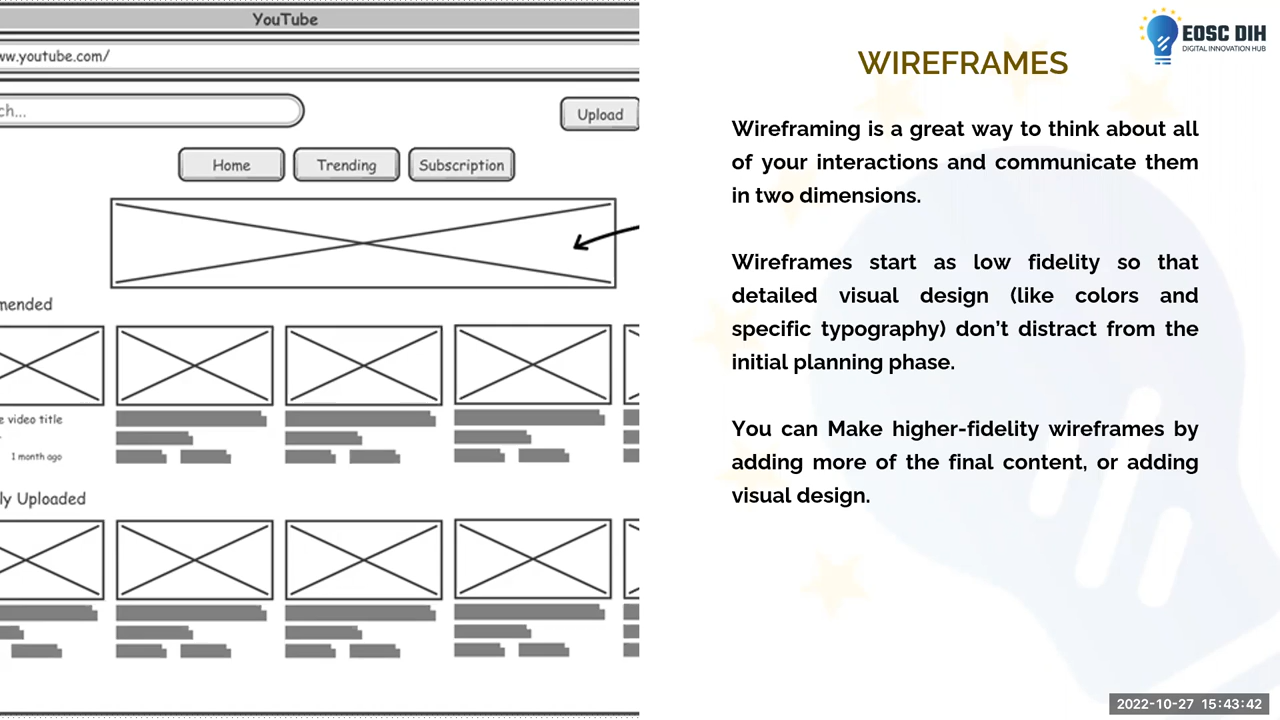 YouTube
ww.youtube.com/
ch...
Upload
Home
Trending
Subscription
mended
e video title
1 month ago
ly Uploaded
EOSC DIH
DIGITAL INNOVATION HUB
WIREFRAMES
Wireframing is a great way to think about all
of your interactions and communicate them
in two dimensions.
Wireframes start as low fidelity so that
detailed visual design (like colors and
specific typography) don’t distract from the
initial planning phase.
You can Make higher-fidelity wireframes by
adding more of the final content, or adding
visual design.
2022-10-27 15:43:42